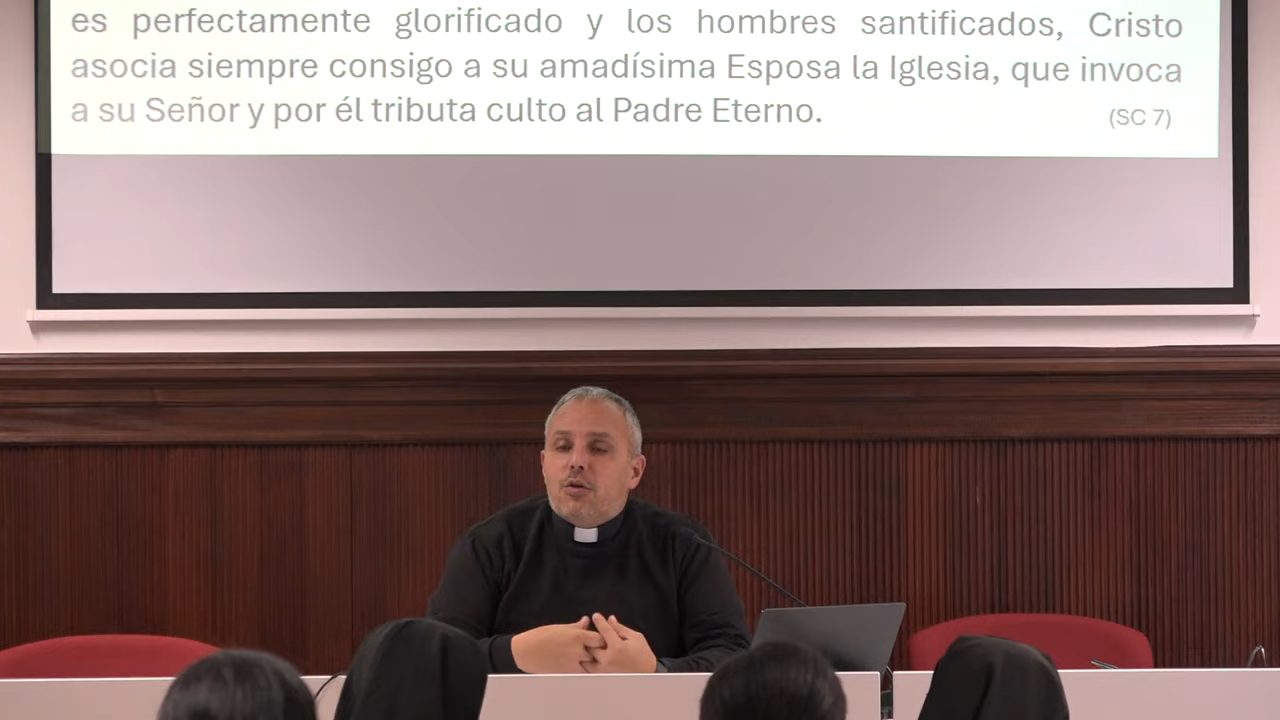 es perfectamente glorificado y los hombres santificados, Cristo
asocia siempre consigo a su amadísima Esposa la Iglesia, que invoca
a su Señor y por él tributa culto al Padre Eterno.
(SC 7)